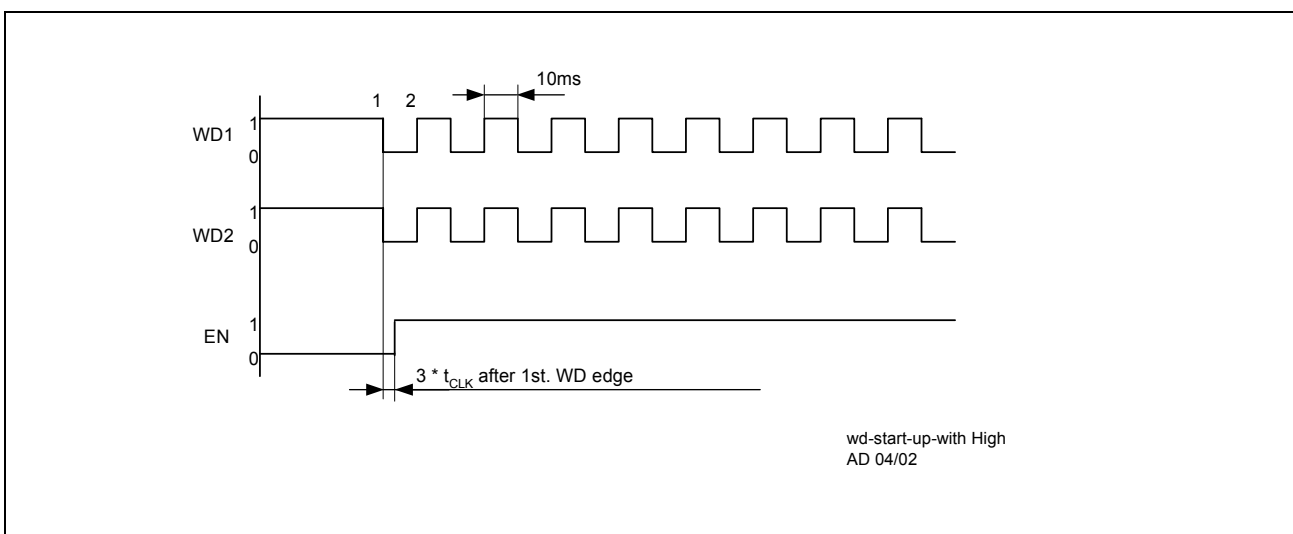 10ms
1 2
WD1 1
0
WD2 1
0
EN 1
0
3 * tCLK after 1st. WD edge
wd-start-up-with High
AD 04/02